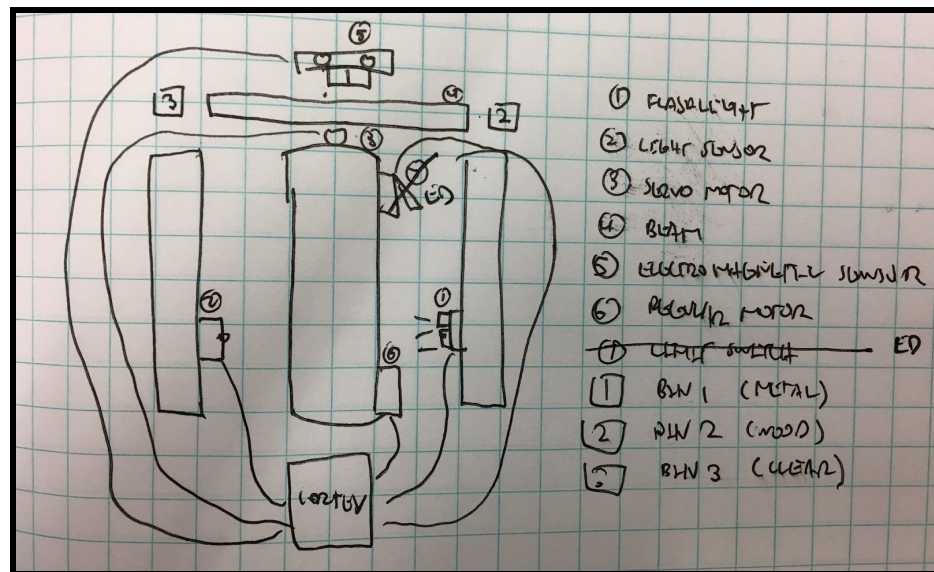 5
3
4
2
3
7
ED
2
1
6
CORTEX
1 FLASHLIGHT
2 LIGHT SENSOR
3 SERVO MOTOR
4 BEAM
5 ELECTROMAGNETIC SENSOR
6 REGULAR MOTOR
7 LIMIT SWITCH ED
1 BIN 1 (METAL)
2 BIN 2 (WOOD)
3 BIN 3 (CLEAR)